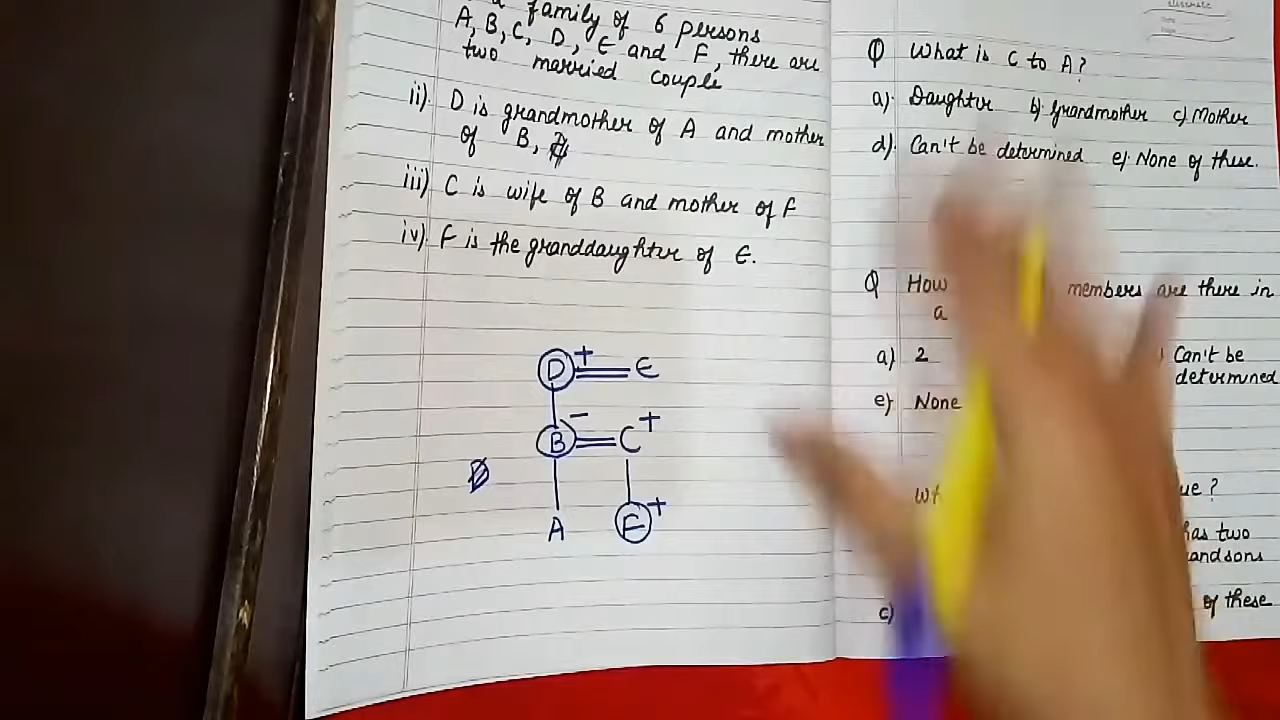 family of 6 persons
A, B, C, D, E and F, there are
two married couple
ii) D is grandmother of A and mother
of B,
iii) C is wife of B and mother of F
iv) F is the granddaughter of E.
D + = E
B - = C +
A F +
Q What is C to A?
a) Daughter b) Grandmother c) Mother
d) Can't be determined e) None of these.
Q How members are there in
a
a) 2 Can't be
determined
e) None
ue?
has two
andsons
c) of these